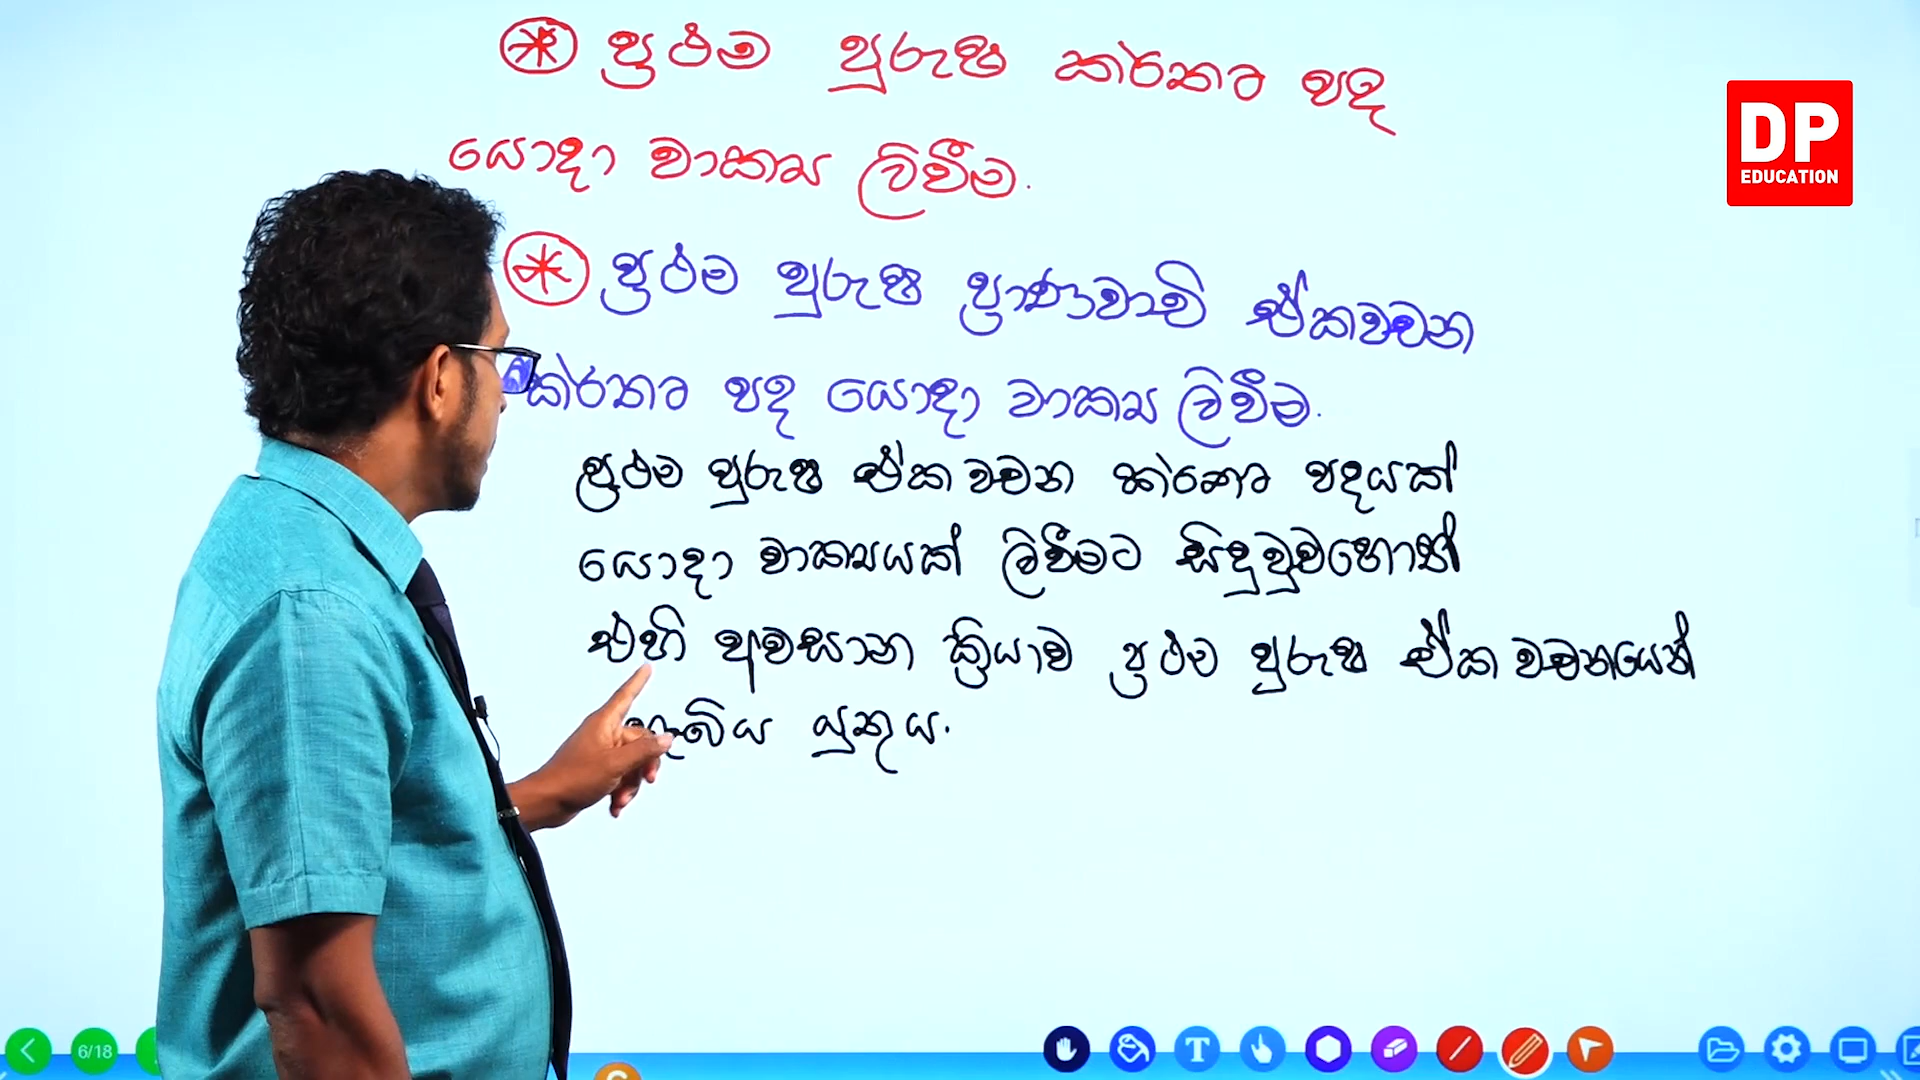 ප්‍රථම පුරුෂ කර්තෘ පද
යොදා වාක්‍ය ලිවීම.
ප්‍රථම පුරුෂ ප්‍රාණවාචී ඒකවචන
කර්තෘ පද යොදා වාක්‍ය ලිවීම.
ප්‍රථම පුරුෂ ඒක වචන කර්තෘ පදයක්
යොදා වාක්‍යයක් ලිවීමට සිදුවුවහොත්
එහි අවසාන ක්‍රියාව ප්‍රථම පුරුෂ ඒක වචනයෙන්
යුතුය.
DP
EDUCATION
6/18